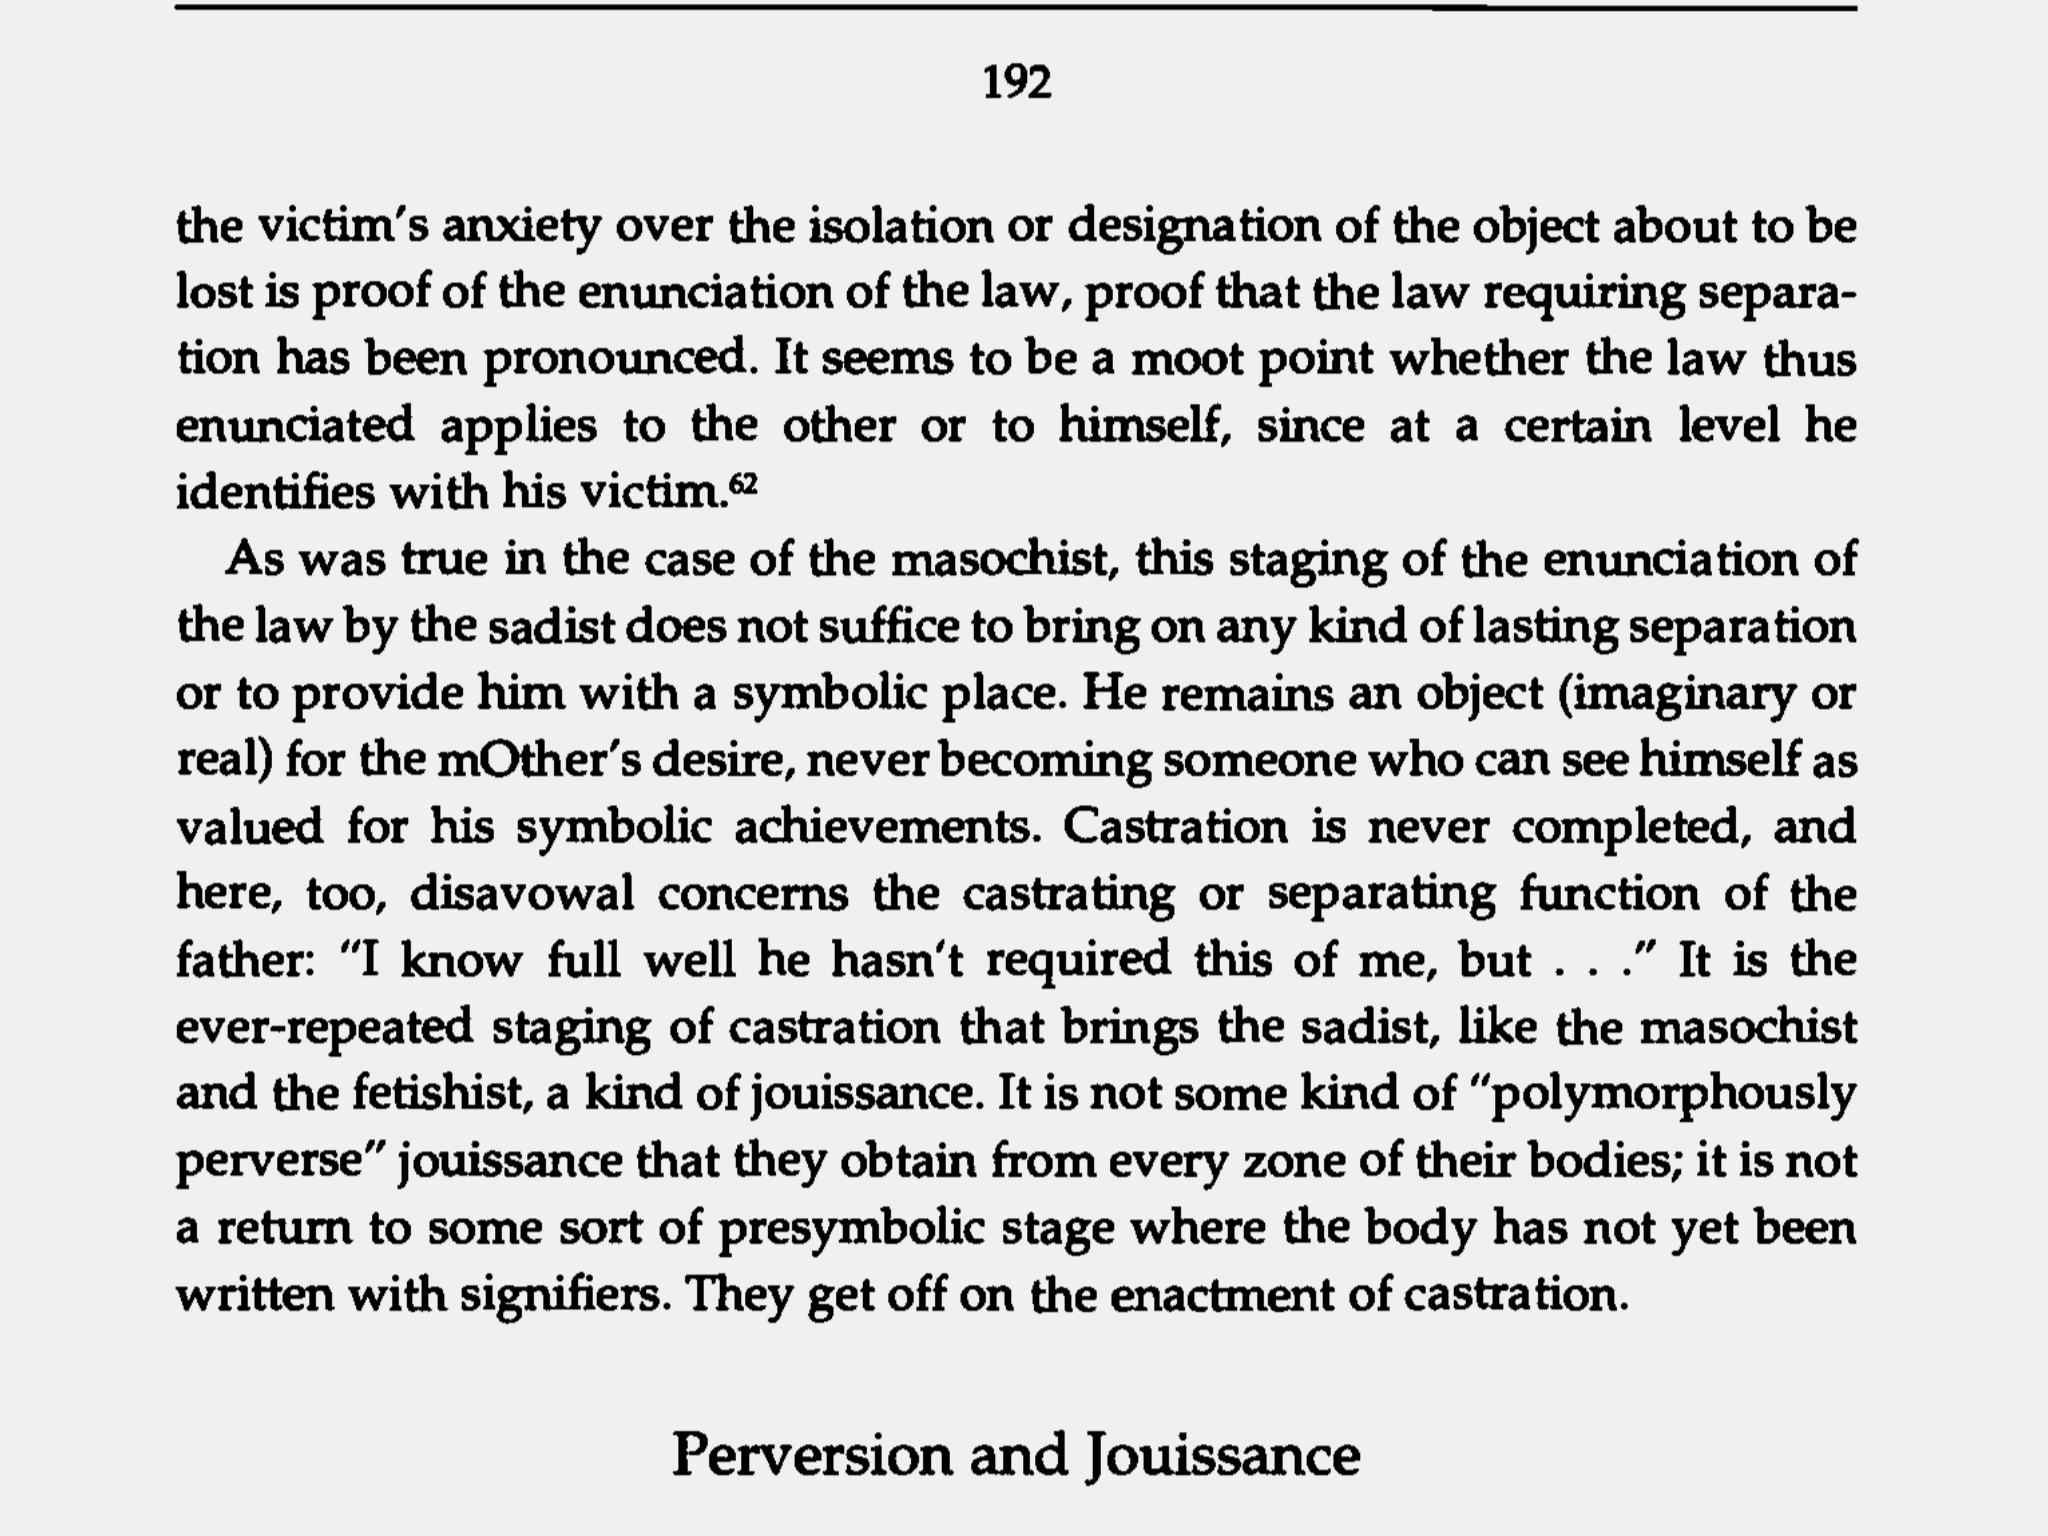 192
the victim's anxiety over the isolation or designation of the object about to be
lost is proof of the enunciation of the law, proof that the law requiring separa-
tion has been pronounced. It seems to be a moot point whether the law thus
enunciated applies to the other or to himself, since at a certain level he
identifies with his victim.62
As was true in the case of the masochist, this staging of the enunciation of
the law by the sadist does not suffice to bring on any kind of lasting separation
or to provide him with a symbolic place. He remains an object (imaginary or
real) for the mOther's desire, never becoming someone who can see himself as
valued for his symbolic achievements. Castration is never completed, and
here, too, disavowal concerns the castrating or separating function of the
father: "I know full well he hasn't required this of me, but . . ." It is the
ever-repeated staging of castration that brings the sadist, like the masochist
and the fetishist, a kind of jouissance. It is not some kind of "polymorphously
perverse" jouissance that they obtain from every zone of their bodies; it is not
a return to some sort of presymbolic stage where the body has not yet been
written with signifiers. They get off on the enactment of castration.
Perversion and Jouissance